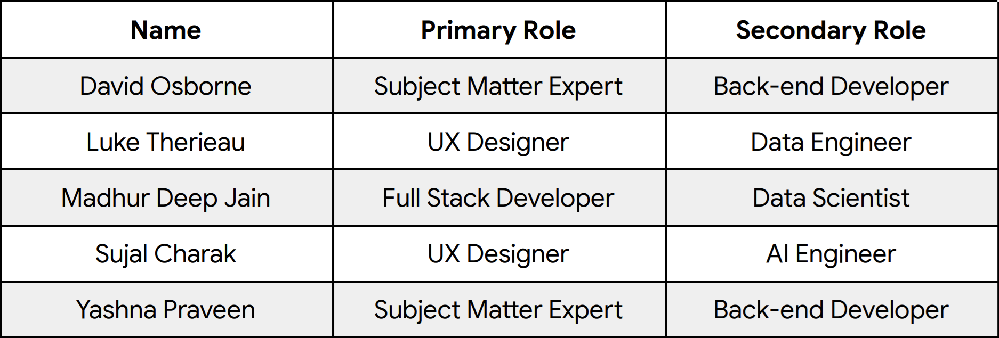 Name Primary Role Secondary Role
David Osborne Subject Matter Expert Back-end Developer
Luke Therieau UX Designer Data Engineer
Madhur Deep Jain Full Stack Developer Data Scientist
Sujal Charak UX Designer AI Engineer
Yashna Praveen Subject Matter Expert Back-end Developer